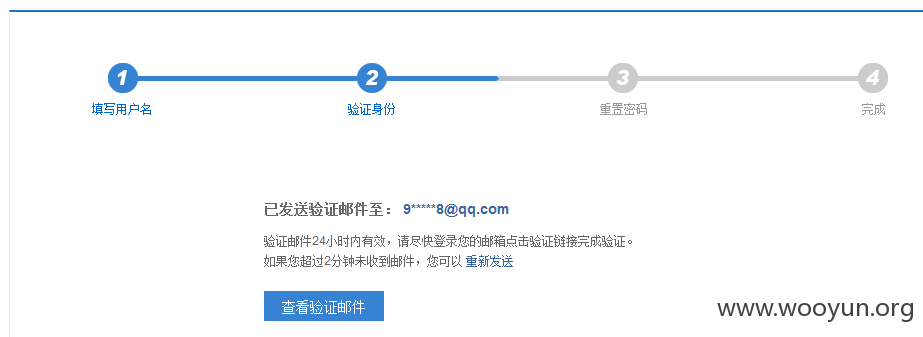 1 2 3 4
填写用户名 验证身份 重置密码 完成
已发送验证邮件至： 9*****8@qq.com
验证邮件24小时内有效，请尽快登录您的邮箱点击验证链接完成验证。
如果您超过2分钟未收到邮件，您可以 重新发送
查看验证邮件
www.wooyun.org